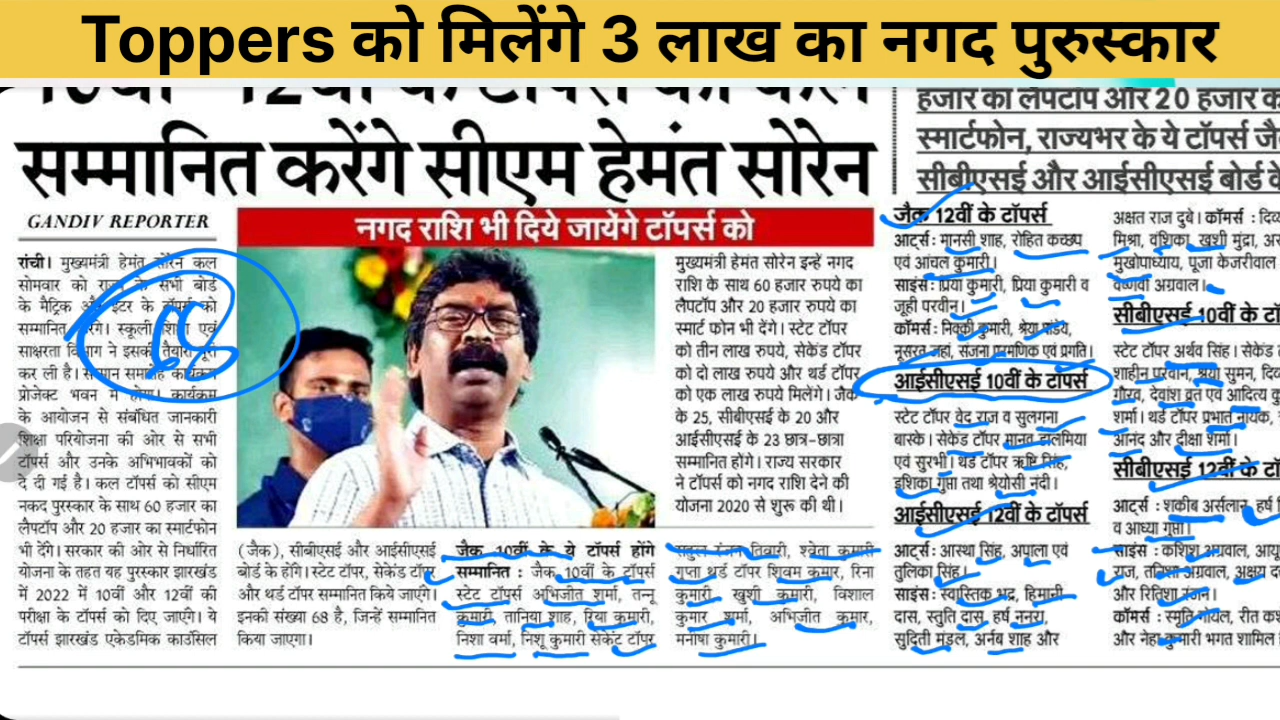 Toppers को मिलेंगे 3 लाख का नगद पुरुस्कार
सम्मानित करेंगे सीएम हेमंत सोरेन
GANDIV REPORTER
नगद राशि भी दिये जायेंगे टॉपर्स को
रांची। मुख्यमंत्री हेमंत सोरेन कल
सोमवार को राज्य के सभी बोर्ड
के मैट्रिक और इंटर के टॉपर्स को
सम्मानित करेंगे। स्कूली शिक्षा एवं
साक्षरता विभाग ने इसकी तैयारी पूरी
कर ली है। सम्मान समारोह कार्यक्रम
प्रोजेक्ट भवन में होगा। कार्यक्रम
के आयोजन से संबंधित जानकारी
शिक्षा परियोजना की ओर से सभी
टॉपर्स और उनके अभिभावकों को
दे दी गई है। कल टॉपर्स को सीएम
नकद पुरस्कार के साथ 60 हजार का
लैपटॉप और 20 हजार का स्मार्टफोन
भी देंगे। सरकार की ओर से निर्धारित
योजना के तहत यह पुरस्कार झारखंड
में 2022 में 10वीं और 12वीं की
परीक्षा के टॉपर्स को दिए जाएंगे। ये
टॉपर्स झारखंड एकेडमिक काउंसिल
(जैक), सीबीएसई और आईसीएसई
बोर्ड के होंगे। स्टेट टॉपर, सेकेंड टॉपर
और थर्ड टॉपर सम्मानित किये जाएंगे।
इनकी संख्या 68 है, जिन्हें सम्मानित
किया जाएगा।
मुख्यमंत्री हेमंत सोरेन इन्हें नगद
राशि के साथ 60 हजार रुपये का
लैपटॉप और 20 हजार रुपये का
स्मार्ट फोन भी देंगे। स्टेट टॉपर
को तीन लाख रुपये, सेकेंड टॉपर
को दो लाख रुपये और थर्ड टॉपर
को एक लाख रुपये मिलेंगे। जैक
के 25, सीबीएसई के 20 और
आईसीएसई के 23 छात्र-छात्रा
सम्मानित होंगे। राज्य सरकार
ने टॉपर्स को नगद राशि देने की
योजना 2020 से शुरू की थी।
जैक 10वीं के ये टॉपर्स होंगे
सम्मानित : जैक 10वीं के टॉपर्स
स्टेट टॉपर्स अभिजीत शर्मा, तन्नू
कुमारी, तानिया शाह, रिया कुमारी,
निशा वर्मा, निशू कुमारी सेकेंट टॉपर
तिवारी, श्वेता कुमारी
गुप्ता थर्ड टॉपर शिवम कुमार, रिना
कुमारी, खुशी कुमारी, विशाल
कुमार शर्मा, अभिजीत कुमार,
मनीषा कुमारी।
हजार का लैपटॉप और 20 हजार
स्मार्टफोन, राज्यभर के ये टॉपर्स
सीबीएसई और आईसीएसई बोर्ड
जैक 12वीं के टॉपर्स
आर्ट्स : मानसी शाह, रोहित कच्छप
एवं आंचल कुमारी।
साइंस : प्रिया कुमारी, प्रिया कुमारी व
जूही परवीन।
कॉमर्स : निक्की कुमारी, श्रेया पांडेय,
नुसरत जहां, संजना प्रमाणिक एवं प्रगति।
आईसीएसई 10वीं के टॉपर्स
स्टेट टॉपर वेद राज व सुलगना
बास्के। सेकेंड टॉपर मानव डालमिया
एवं सुरभी। थर्ड टॉपर ऋषि सिंह,
इशिका गुप्ता तथा श्रेयोसी नंदी।
आईसीएसई 12वीं के टॉपर्स
आर्ट्स : आस्था सिंह, अपाला एवं
तुलिका सिंह।
साइंस : स्वास्तिक भद्र, हिमानी
दास, स्तुति दास, हर्ष
सुदिती मंडल, अर्नब शाह और
अक्षत राज दुबे। कॉमर्स :
मिश्रा, वंशिका, खुशी मुंद्रा,
मुखोपाध्याय, पूजा केजरीवाल
वैष्णवी अग्रवाल।
सीबीएसई 10वीं के
स्टेट टॉपर अर्थव सिंह। सेकेंड
शाहीन परवीन, श्रेया सुमन,
गौरव, देवांश व्रत एवं आदित्य
शर्मा। थर्ड टॉपर प्रभात नायक,
आनंद और दीक्षा शर्मा।
सीबीएसई 12वीं के
आर्ट्स : शकीब अर्सलान, हर्ष
व आध्या गुप्ता।
साइंस : कशिश अग्रवाल,
राज, तनिशा अग्रवाल, अक्षय
और रितिशा रंजन।
कॉमर्स : स्मृति गोयल, रीत
और नेहा कुमारी भगत शामिल